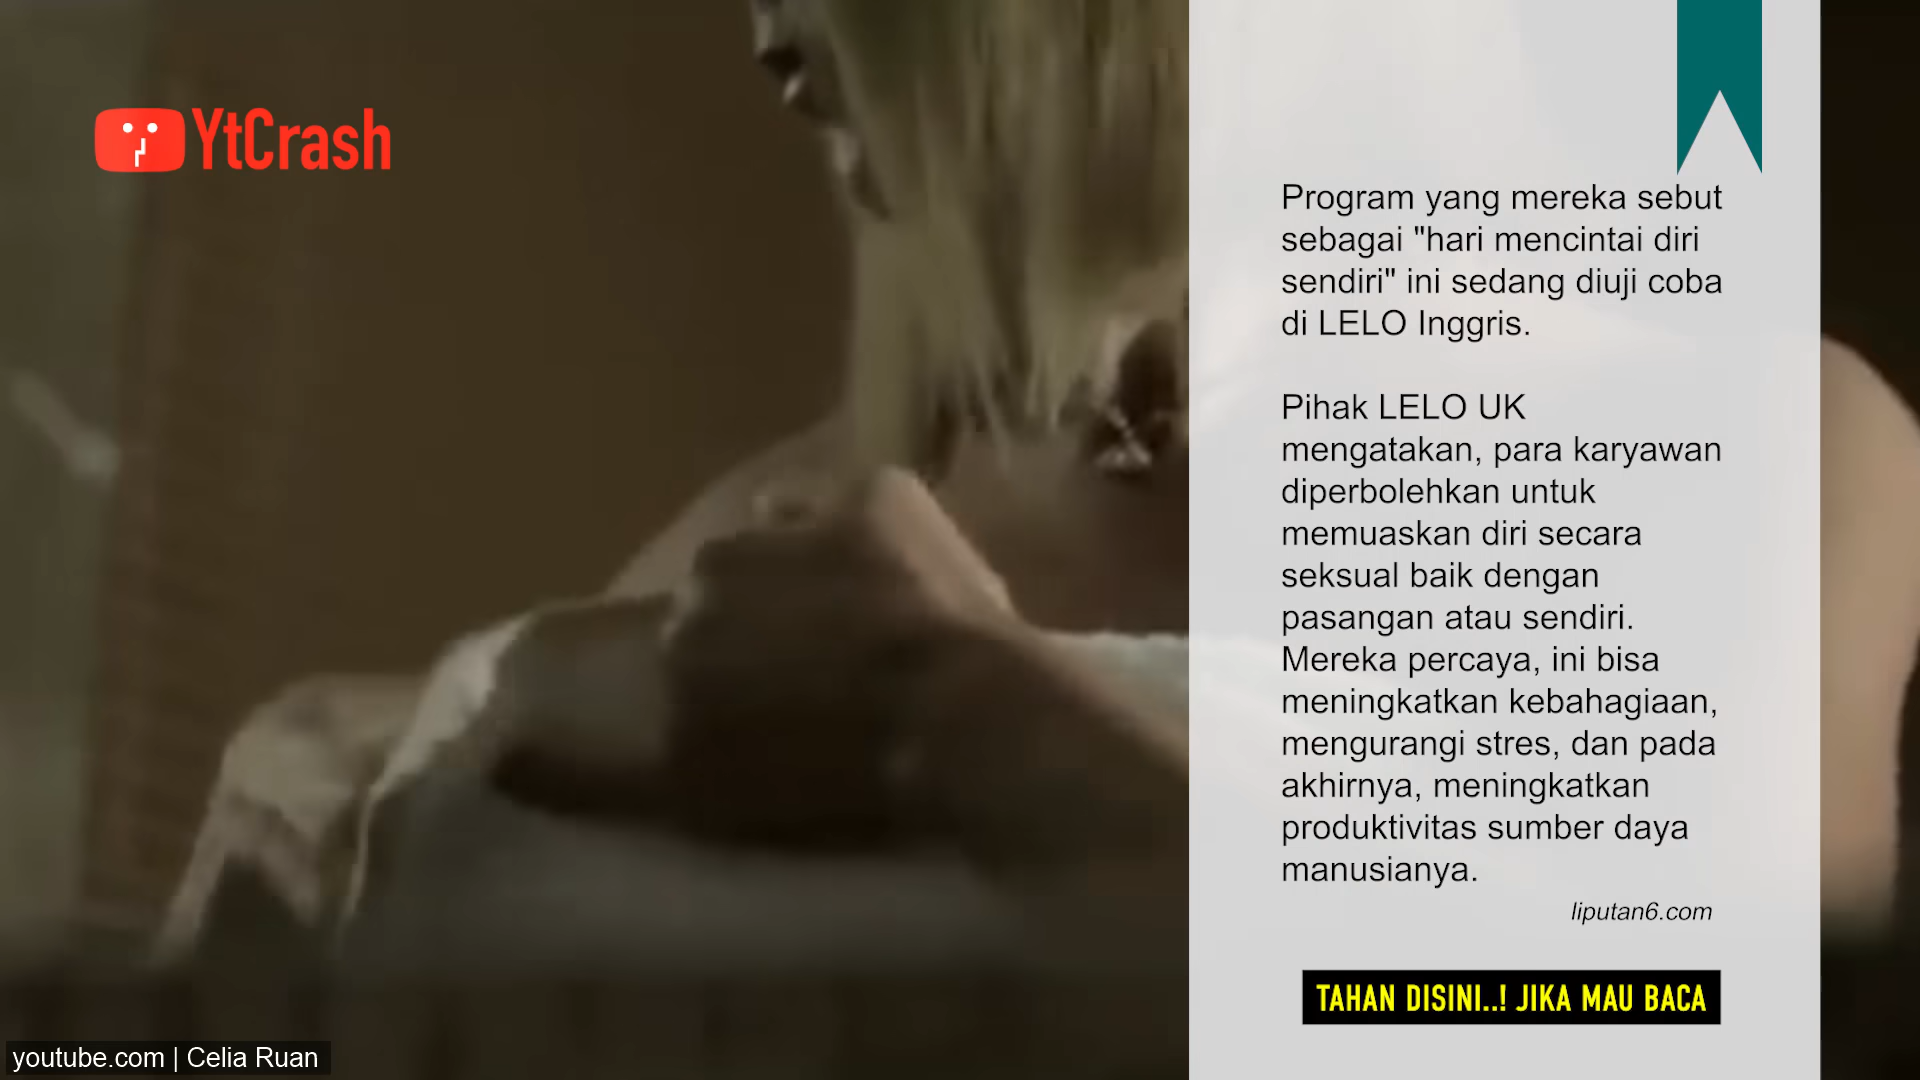 YtCrash
Program yang mereka sebut
sebagai "hari mencintai diri
sendiri" ini sedang diuji coba
di LELO Inggris.
Pihak LELO UK
mengatakan, para karyawan
diperbolehkan untuk
memuaskan diri secara
seksual baik dengan
pasangan atau sendiri.
Mereka percaya, ini bisa
meningkatkan kebahagiaan,
mengurangi stres, dan pada
akhirnya, meningkatkan
produktivitas sumber daya
manusianya.
liputan6.com
TAHAN DISINI..! JIKA MAU BACA
youtube.com | Celia Ruan